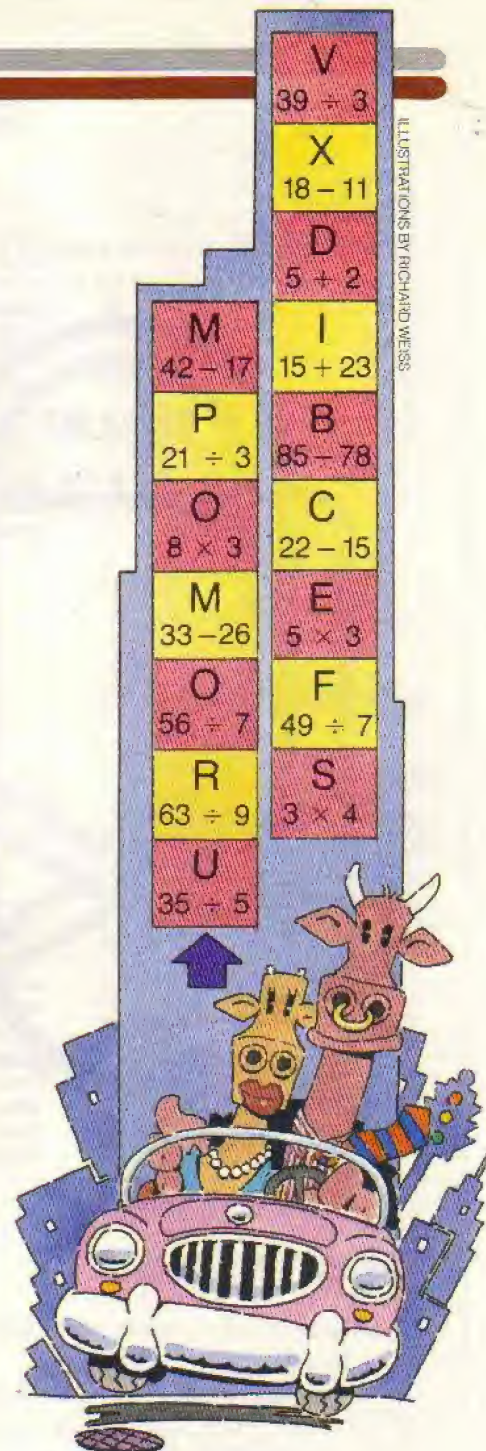 V
39 ÷ 3
X
18 – 11
D
5 + 2
I
15 + 23
B
85 – 78
C
22 – 15
E
5 × 3
F
49 ÷ 7
S
3 × 4
M
42 – 17
P
21 ÷ 3
O
8 × 3
M
33 – 26
O
56 ÷ 7
R
63 ÷ 9
U
35 ÷ 5
ILLUSTRATIONS BY RICHARD WEISS